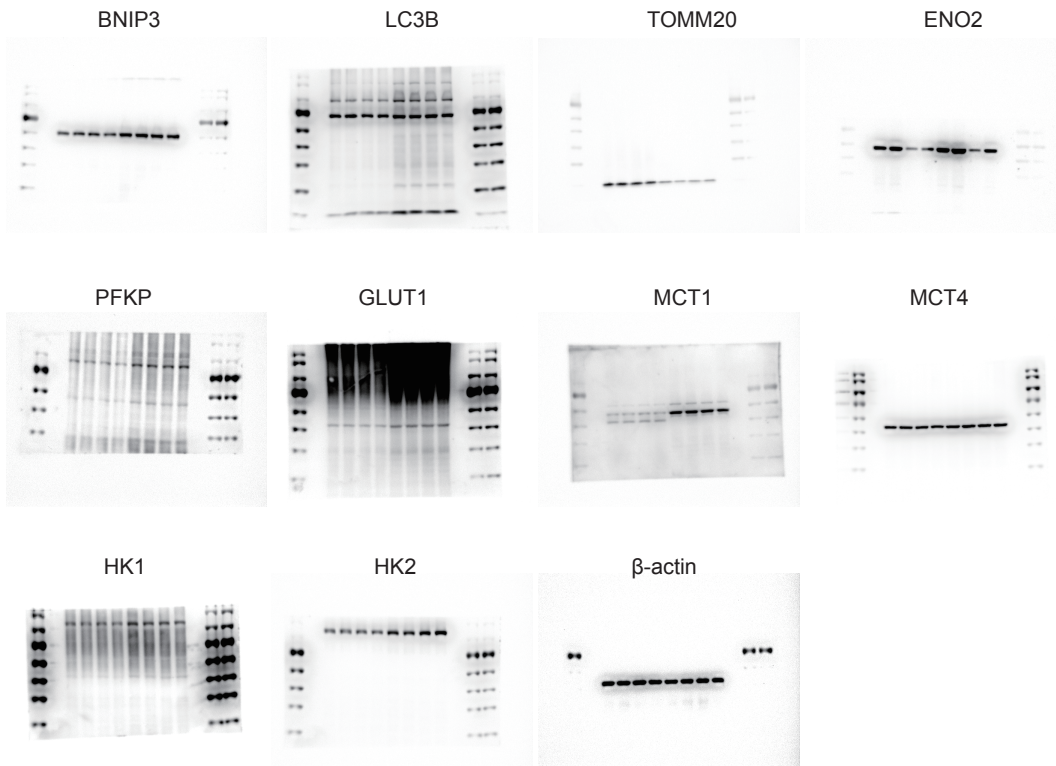 BNIP3 LC3B TOMM20 ENO2
PFKP GLUT1 MCT1 MCT4
HK1 HK2 β-actin